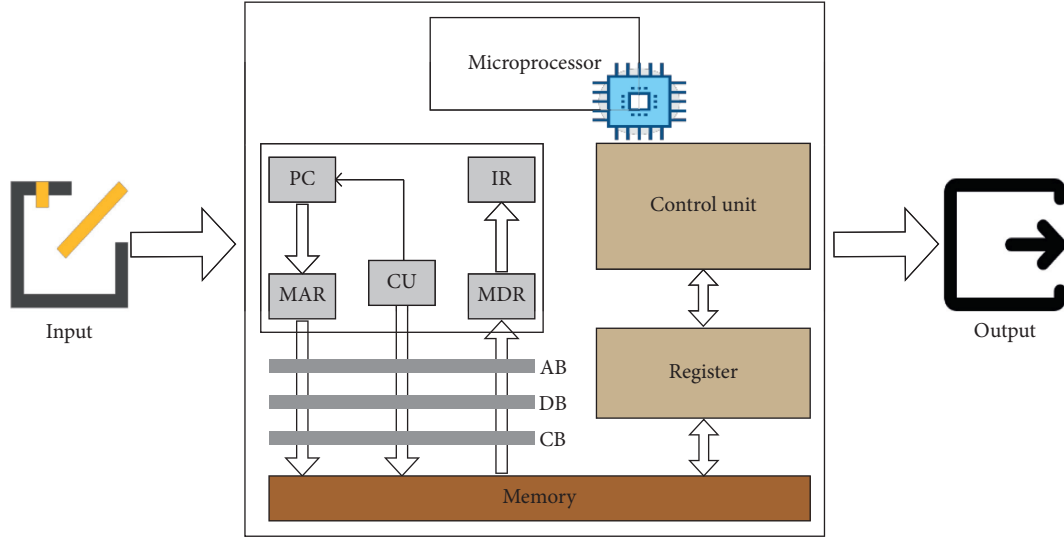 Microprocessor
PC
IR
Control unit
MAR
CU
MDR
Input
Output
AB
Register
DB
CB
Memory